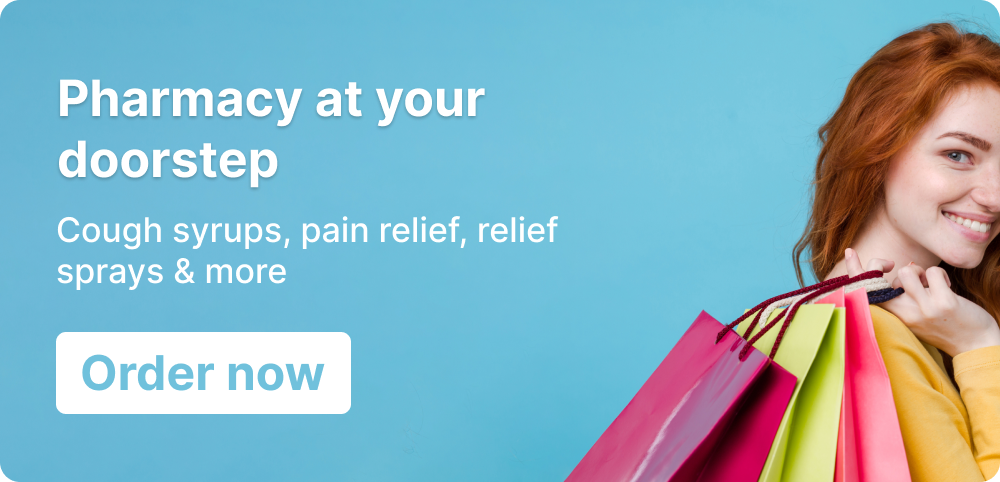 Pharmacy at your
doorstep
Cough syrups, pain relief, relief
sprays & more
Order now